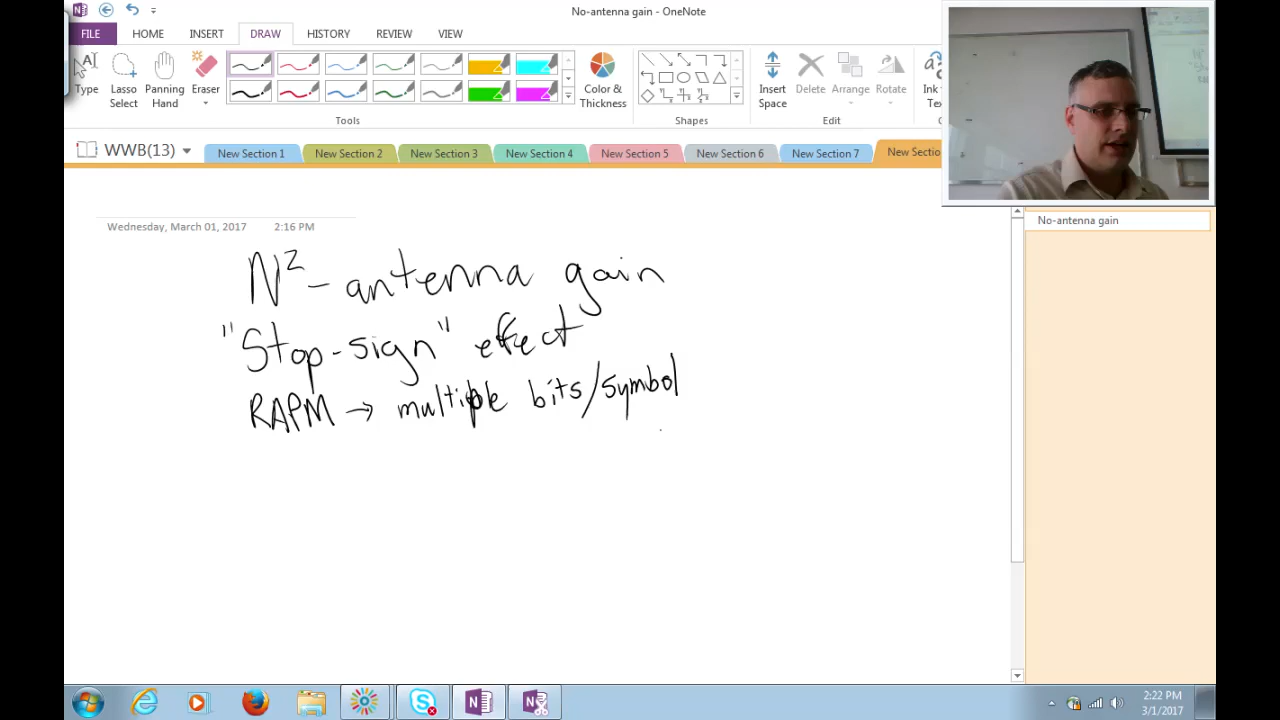 No-antenna gain - OneNote
FILE HOME INSERT DRAW HISTORY REVIEW VIEW
Type
Lasso Select
Panning Hand
Eraser
Color & Thickness
Insert Space
Delete
Arrange
Rotate
Ink to
Tools
Shapes
Edit
WWB(13) New Section 1 New Section 2 New Section 3 New Section 4 New Section 5 New Section 6 New Section 7 New Sectio
No-antenna gain
Wednesday, March 01, 2017 2:16 PM
N² - antenna gain
"Stop-sign" effect
RAPM → multiple bits/symbol
2:22 PM
3/1/2017